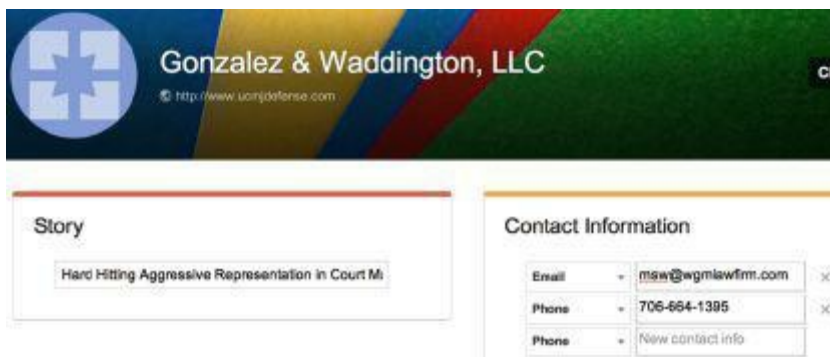 Gonzalez & Waddington, LLC
http://www.ucmjdefense.com
C
Story
Hard Hitting Aggressive Representation in Court Ma
Contact Information
Email msw@wgmlawfirm.com
Phone 706-664-1395
Phone New contact info